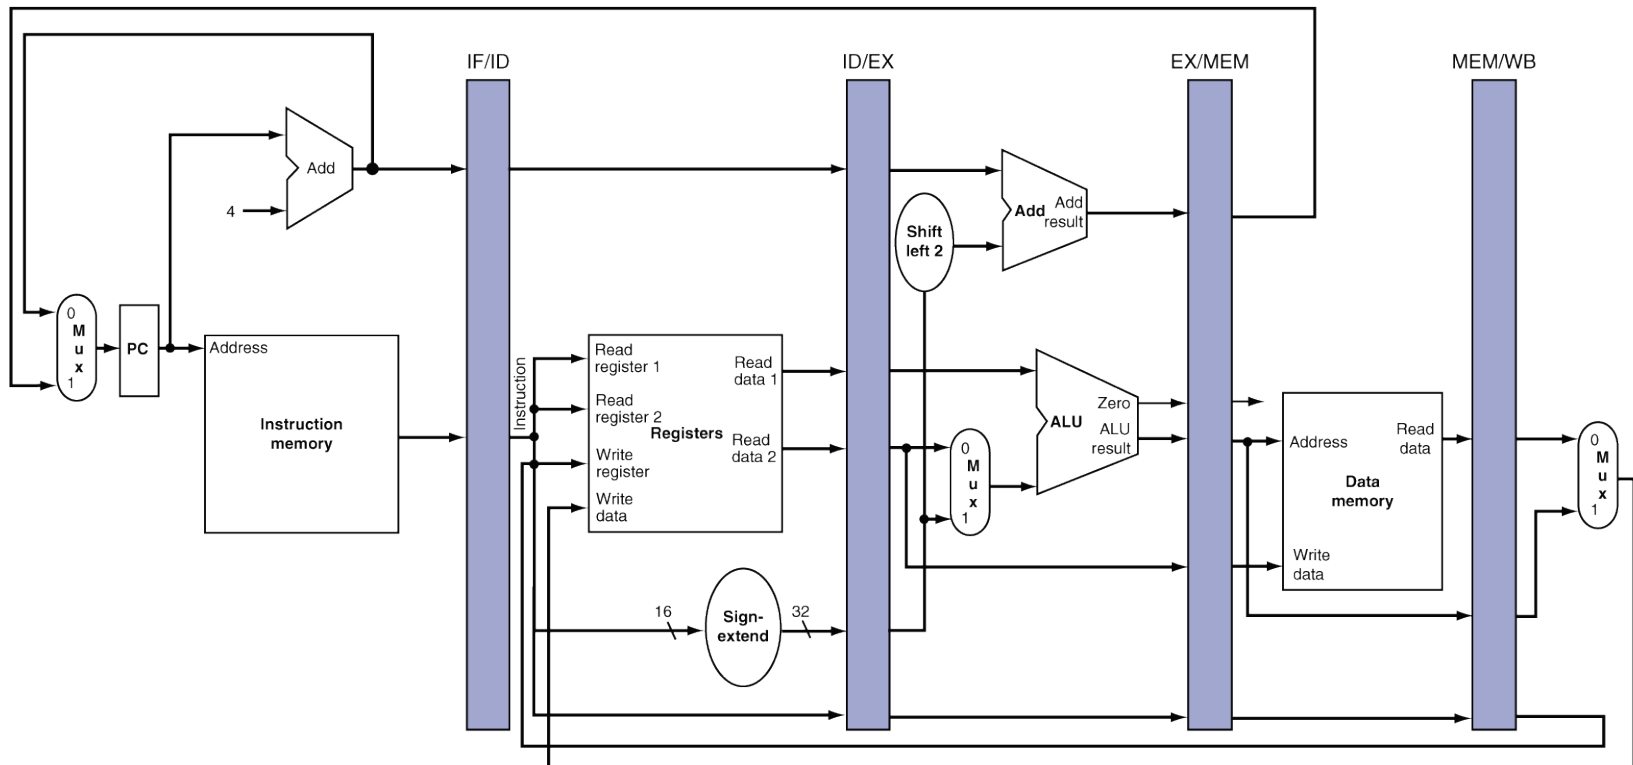 IF/ID
ID/EX
EX/MEM
MEM/WB
Add
4
Add
Add
result
Shift
left 2
0
M
u
x
1
PC
Address
Instruction
memory
Instruction
Read
register 1
Read
register 2
Write
register
Write
data
Registers
Read
data 1
Read
data 2
16
Sign-
extend
32
0
M
u
x
1
Zero
ALU
ALU
result
Address
Read
data
Data
memory
Write
data
0
M
u
x
1